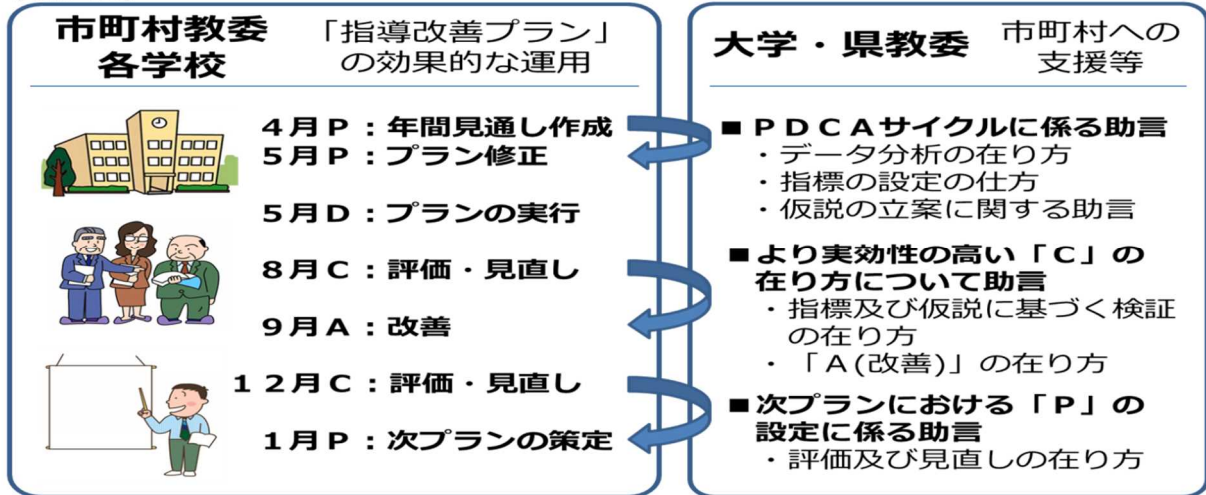 市町村教委
各学校
「指導改善プラン」
の効果的な運用
４月Ｐ：年間見通し作成
５月Ｐ：プラン修正
５月Ｄ：プランの実行
８月Ｃ：評価・見直し
９月Ａ：改善
１２月Ｃ：評価・見直し
１月Ｐ：次プランの策定
大学・県教委
市町村への
支援等
■ＰＤＣＡサイクルに係る助言
・データ分析の在り方
・指標の設定の仕方
・仮説の立案に関する助言
■より実効性の高い「Ｃ」の
在り方について助言
・指標及び仮説に基づく検証
の在り方
・「Ａ(改善)」の在り方
■次プランにおける「Ｐ」の
設定に係る助言
・評価及び見直しの在り方